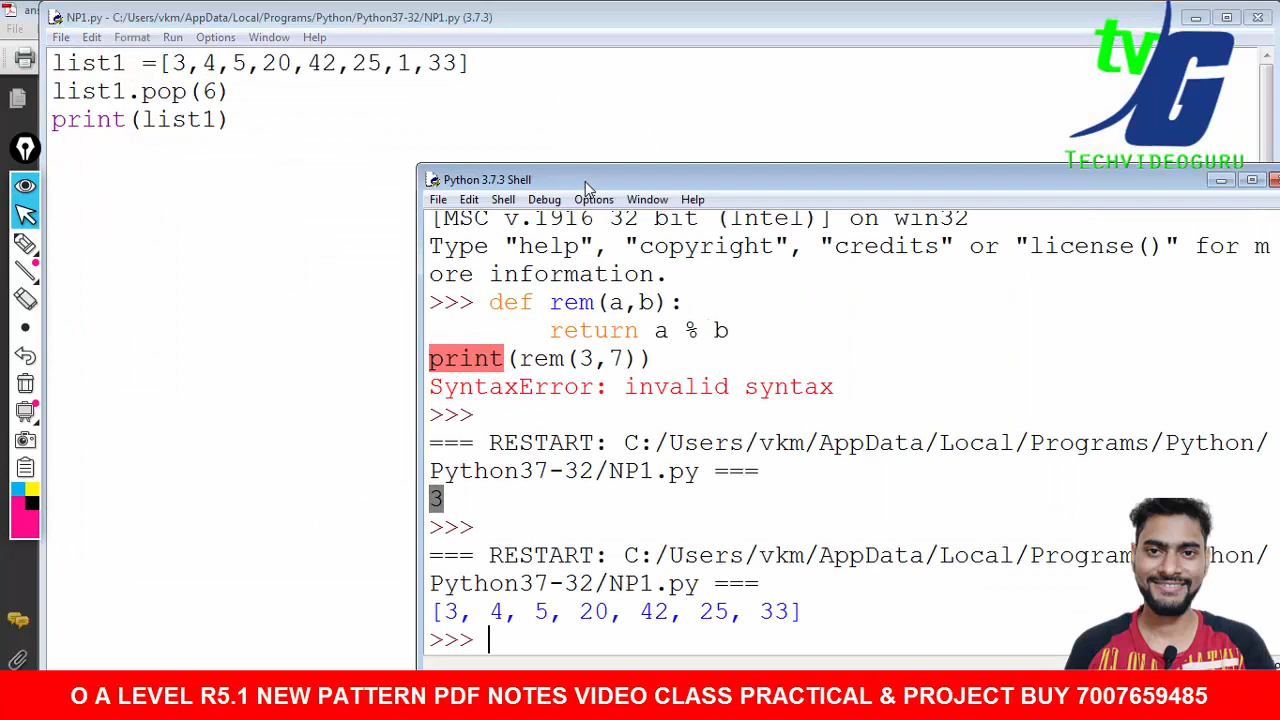 ans
File
NP1.py - C:/Users/vkm/AppData/Local/Programs/Python/Python37-32/NP1.py (3.7.3)
File Edit Format Run Options Window Help
list1 =[3,4,5,20,42,25,1,33]
list1.pop(6)
print(list1)
tv G
TECHVIDEOGURU
Python 3.7.3 Shell
File Edit Shell Debug Options Window Help
[MSC v.1916 32 bit (Intel)] on win32
Type "help", "copyright", "credits" or "license()" for m
ore information.
>>> def rem(a,b):
return a % b
print(rem(3,7))
SyntaxError: invalid syntax
>>>
=== RESTART: C:/Users/vkm/AppData/Local/Programs/Python/
Python37-32/NP1.py ===
3
>>>
=== RESTART: C:/Users/vkm/AppData/Local/Programs/Python/
Python37-32/NP1.py ===
[3, 4, 5, 20, 42, 25, 33]
>>>
O A LEVEL R5.1 NEW PATTERN PDF NOTES VIDEO CLASS PRACTICAL & PROJECT BUY 7007659485